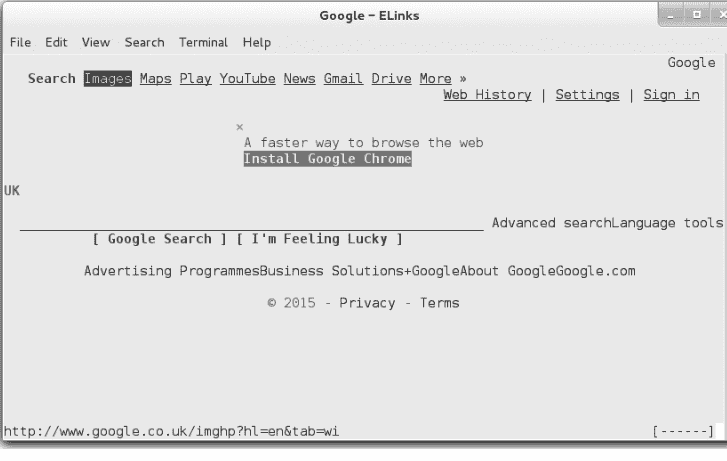 Google – ELinks
File Edit View Search Terminal Help
Google
Search Images Maps Play YouTube News Gmail Drive More »
Web History | Settings | Sign in
×
A faster way to browse the web
Install Google Chrome
UK
Advanced searchLanguage tools
[ Google Search ] [ I'm Feeling Lucky ]
Advertising ProgrammesBusiness Solutions+GoogleAbout GoogleGoogle.com
© 2015 - Privacy - Terms
http://www.google.co.uk/imghp?hl=en&tab=wi [------]